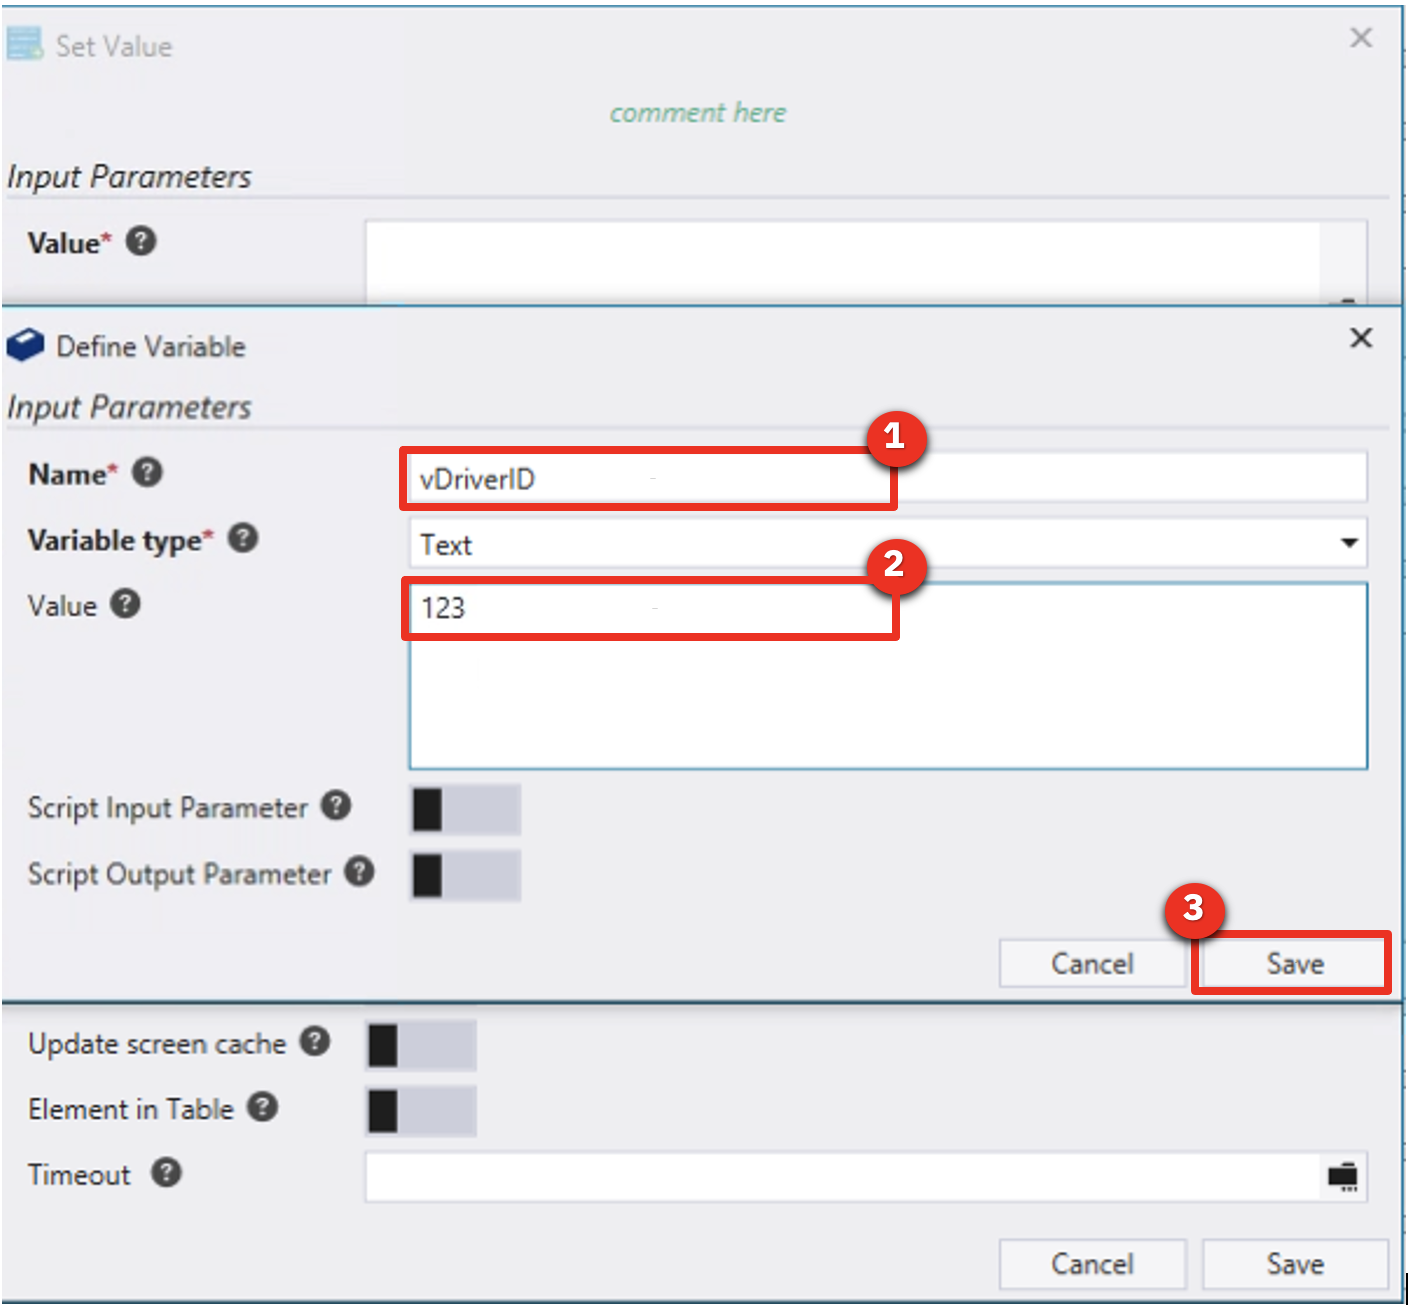 Set Value
comment here
Input Parameters
Value* ?
Define Variable
Input Parameters
1
Name* ? vDriverID
Variable type* ? Text
2
Value ? 123
Script Input Parameter ?
Script Output Parameter ?
3
Cancel Save
Update screen cache ?
Element in Table ?
Timeout ?
Cancel Save